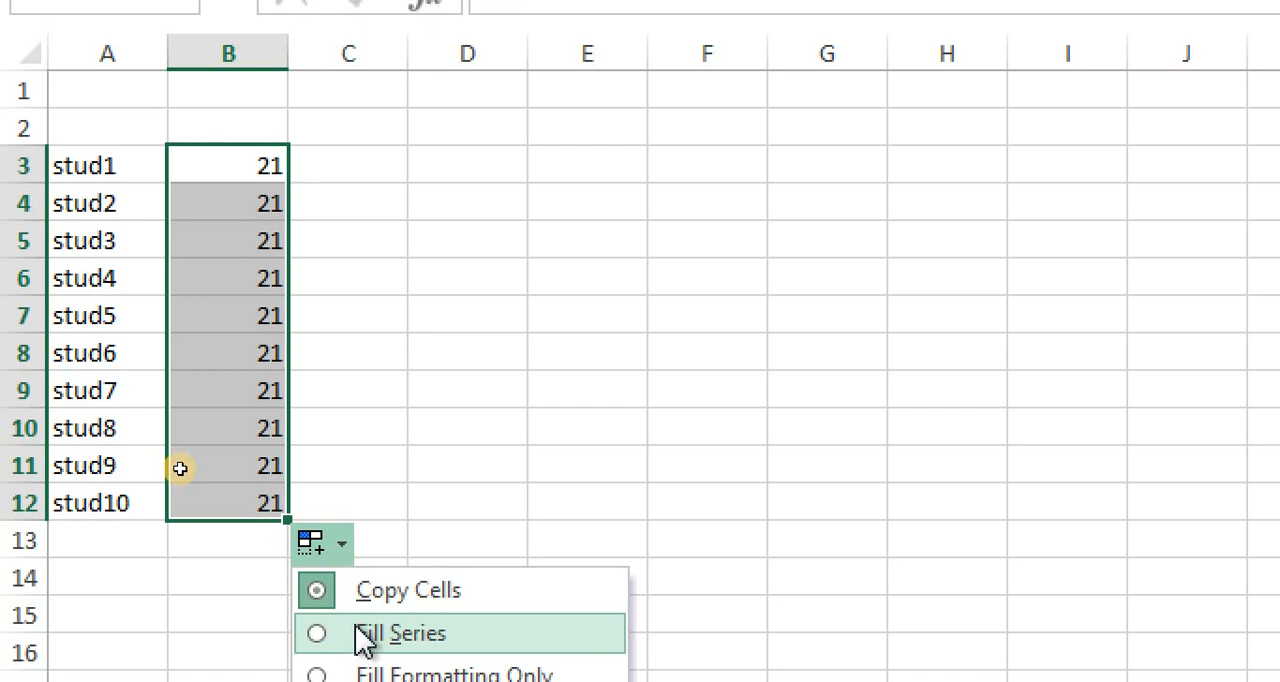 fx
A B C D E F G H I J
1
2
3 stud1 21
4 stud2 21
5 stud3 21
6 stud4 21
7 stud5 21
8 stud6 21
9 stud7 21
10 stud8 21
11 stud9 21
12 stud10 21
13
14 Copy Cells
15 Fill Series
16 Fill Formatting Only